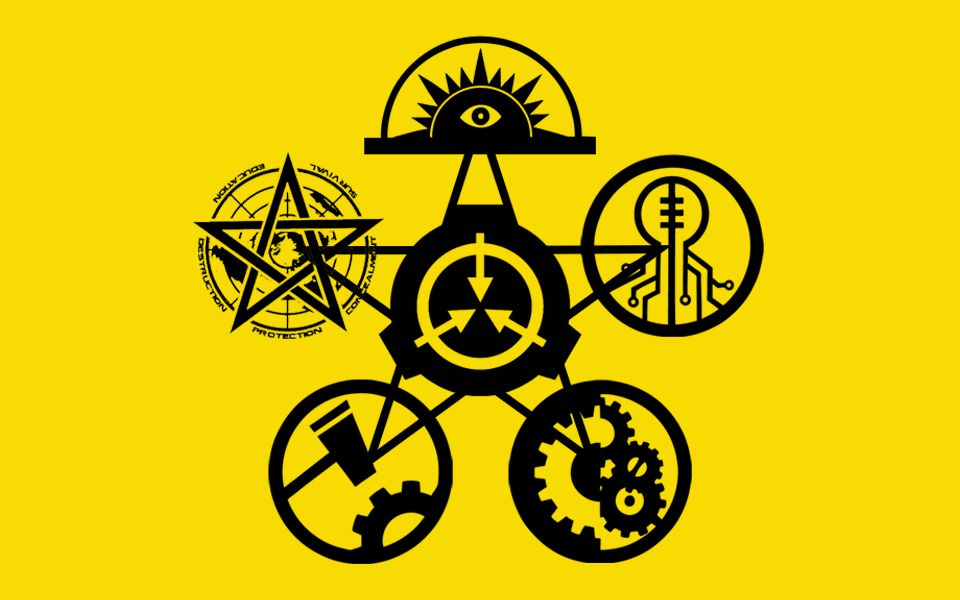 EDUCATION
SURVIVAL
CONCEALMENT
PROTECTION
DESTRUCTION